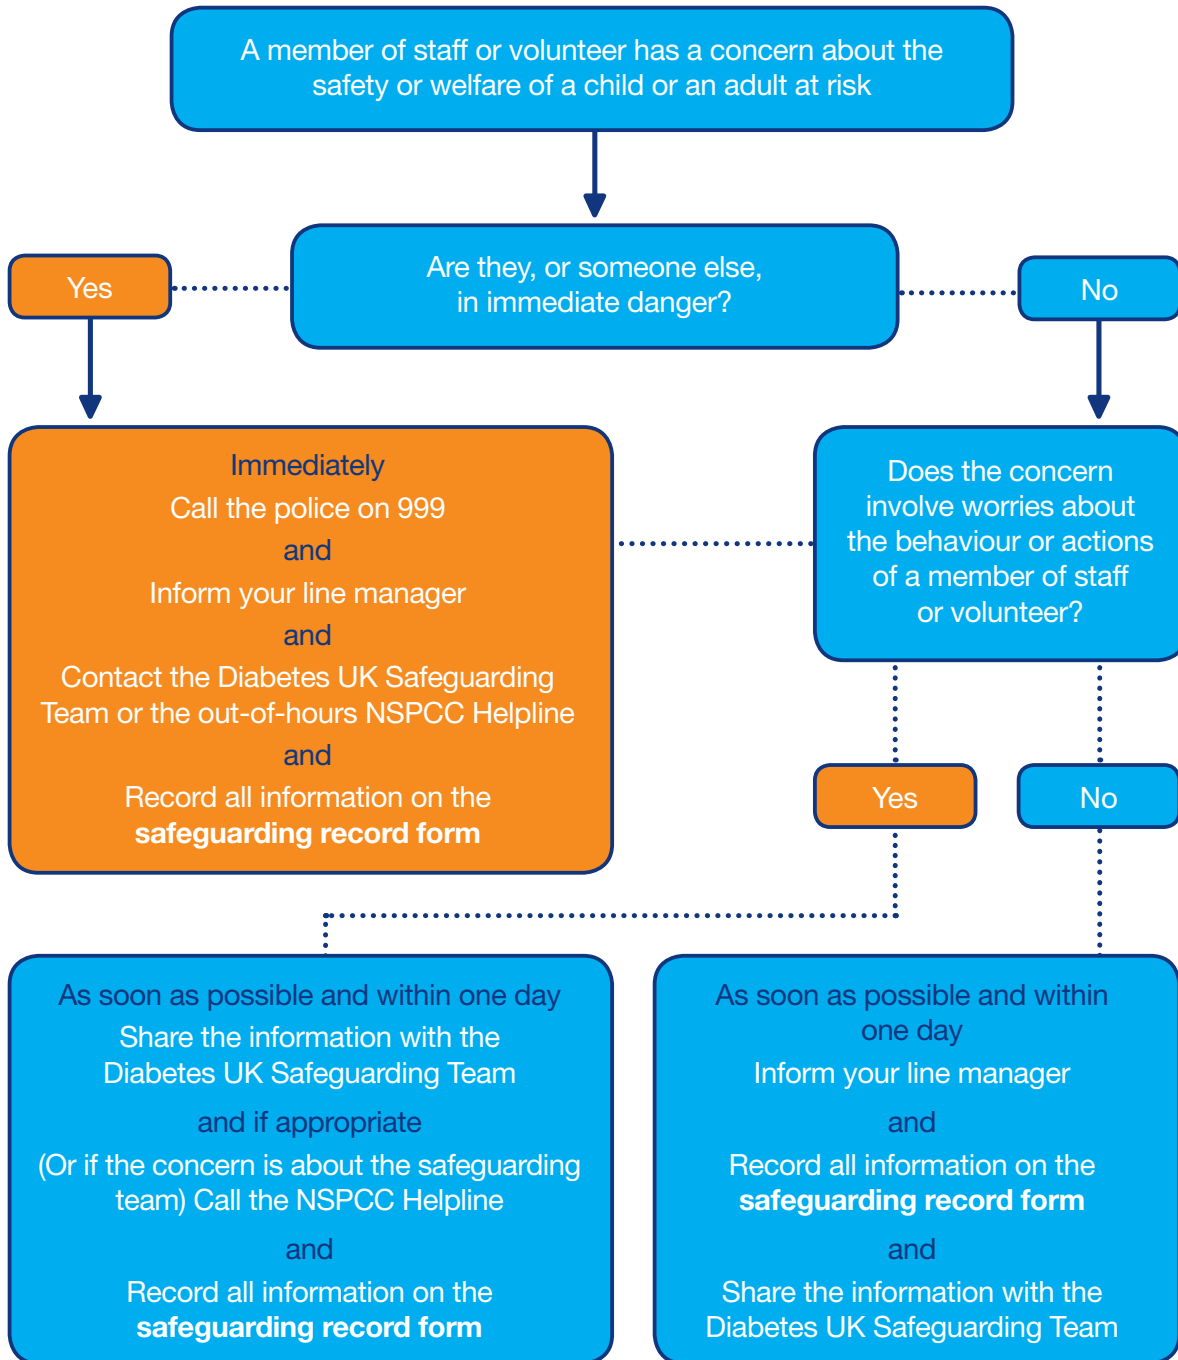 A member of staff or volunteer has a concern about the
safety or welfare of a child or an adult at risk
Are they, or someone else,
in immediate danger?
Yes
No
Immediately
Call the police on 999
and
Inform your line manager
and
Contact the Diabetes UK Safeguarding
Team or the out-of-hours NSPCC Helpline
and
Record all information on the
safeguarding record form
Does the concern
involve worries about
the behaviour or actions
of a member of staff
or volunteer?
Yes
No
As soon as possible and within one day
Share the information with the
Diabetes UK Safeguarding Team
and if appropriate
(Or if the concern is about the safeguarding
team) Call the NSPCC Helpline
and
Record all information on the
safeguarding record form
As soon as possible and within
one day
Inform your line manager
and
Record all information on the
safeguarding record form
and
Share the information with the
Diabetes UK Safeguarding Team